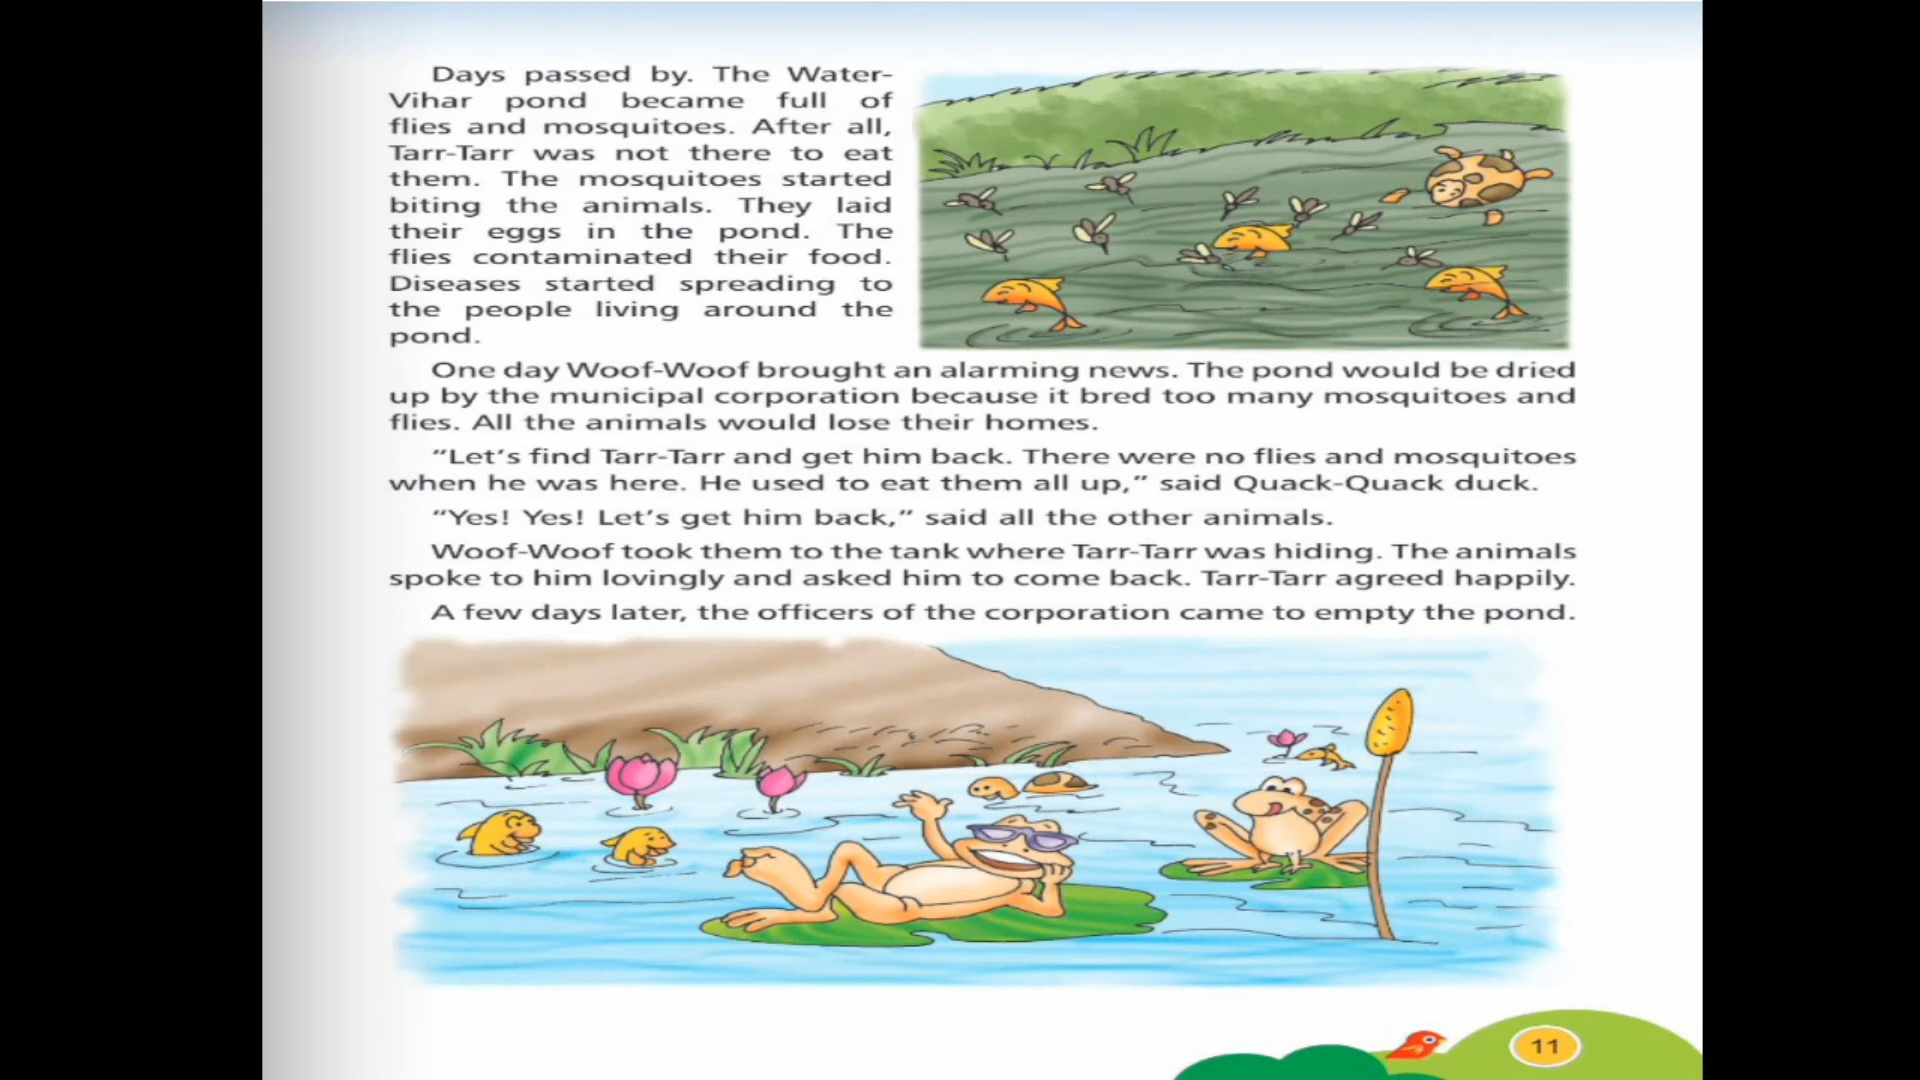 Days passed by. The Water-
Vihar pond became full of
flies and mosquitoes. After all,
Tarr-Tarr was not there to eat
them. The mosquitoes started
biting the animals. They laid
their eggs in the pond. The
flies contaminated their food.
Diseases started spreading to
the people living around the
pond.
One day Woof-Woof brought an alarming news. The pond would be dried
up by the municipal corporation because it bred too many mosquitoes and
flies. All the animals would lose their homes.
“Let’s find Tarr-Tarr and get him back. There were no flies and mosquitoes
when he was here. He used to eat them all up,” said Quack-Quack duck.
“Yes! Yes! Let’s get him back,” said all the other animals.
Woof-Woof took them to the tank where Tarr-Tarr was hiding. The animals
spoke to him lovingly and asked him to come back. Tarr-Tarr agreed happily.
A few days later, the officers of the corporation came to empty the pond.
11